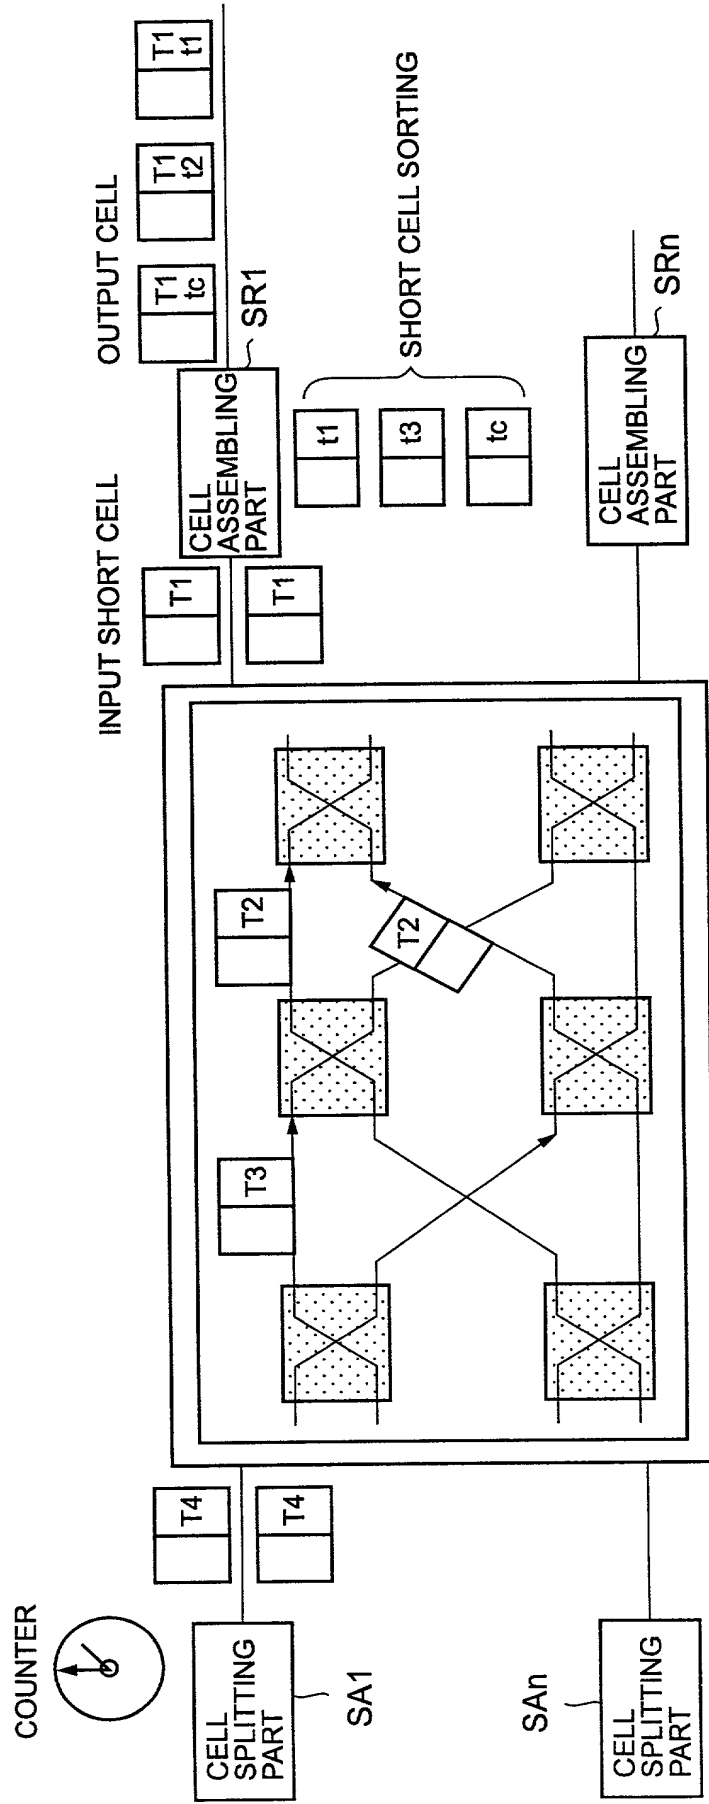 COUNTER
CELL
SPLITTING
PART
SA1
T4
T4
SAn
CELL
SPLITTING
PART
T3
T2
T2
INPUT SHORT CELL
T1
T1
CELL
ASSEMBLING
PART
SR1
OUTPUT CELL
T1
tc
T1
t2
T1
t1
t1
t3
tc
SHORT CELL SORTING
CELL
ASSEMBLING
PART
SRn